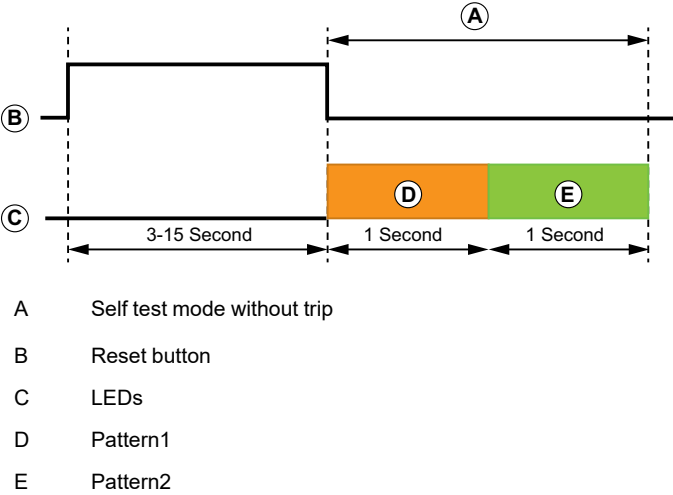 A
B
D
E
C
3-15 Second
1 Second
1 Second
A Self test mode without trip
B Reset button
C LEDs
D Pattern1
E Pattern2